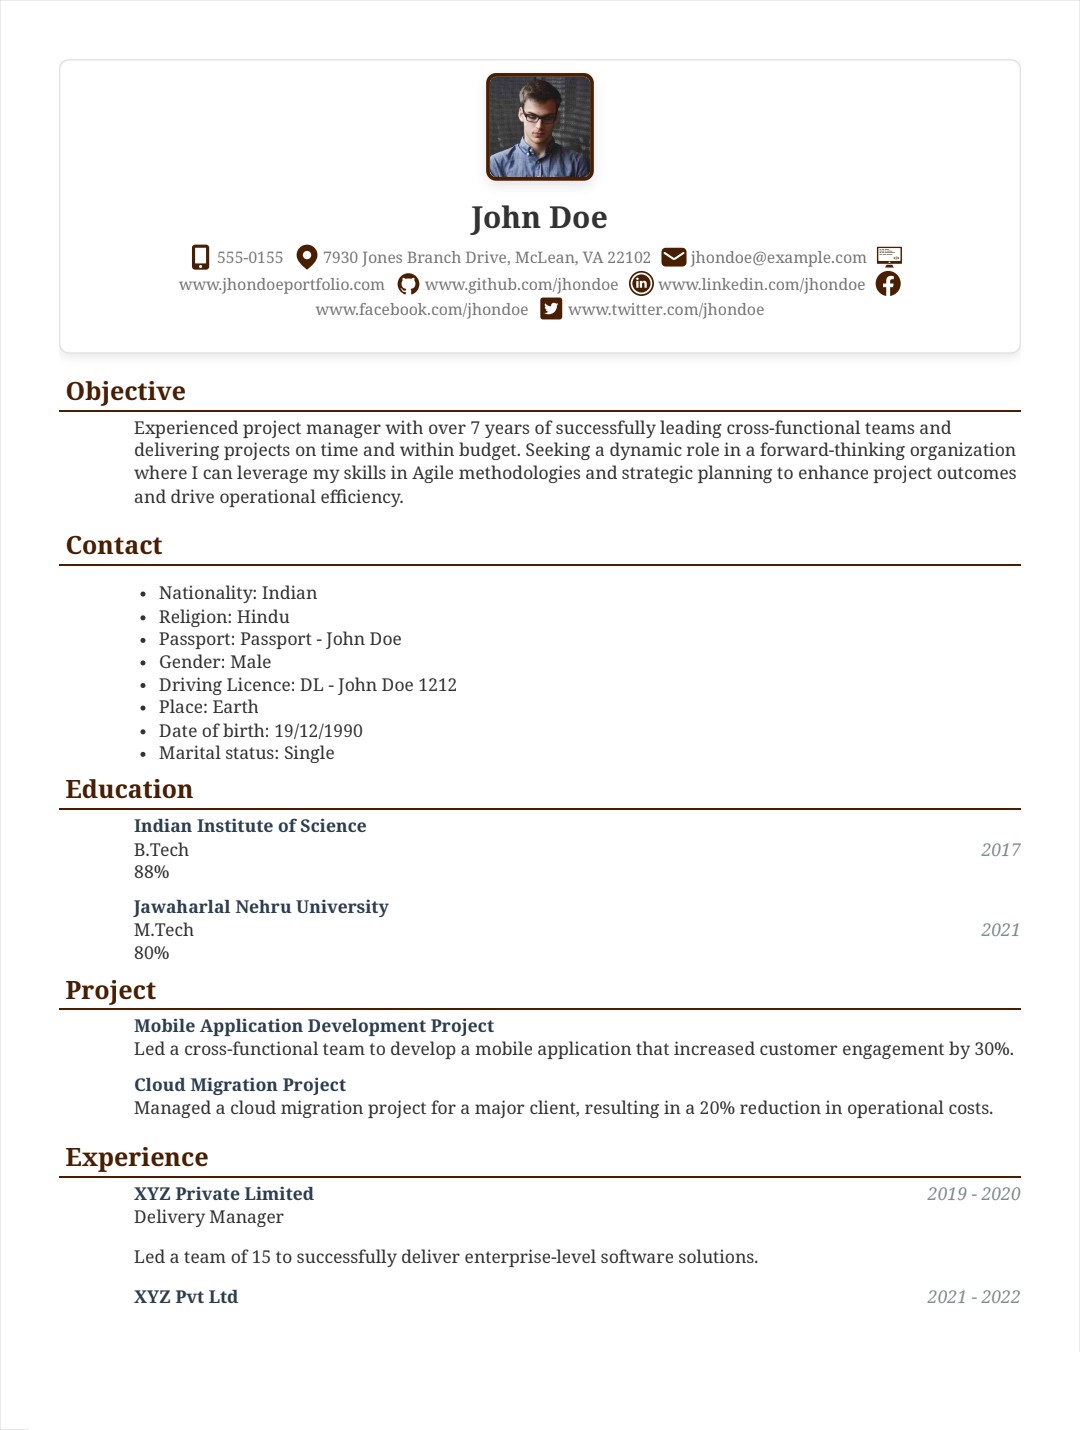 John Doe
555-0155 7930 Jones Branch Drive, McLean, VA 22102 jhondoe@example.com
www.jhondoeportfolio.com www.github.com/jhondoe www.linkedin.com/jhondoe
www.facebook.com/jhondoe www.twitter.com/jhondoe
Objective
Experienced project manager with over 7 years of successfully leading cross-functional teams and
delivering projects on time and within budget. Seeking a dynamic role in a forward-thinking organization
where I can leverage my skills in Agile methodologies and strategic planning to enhance project outcomes
and drive operational efficiency.
Contact
• Nationality: Indian
• Religion: Hindu
• Passport: Passport - John Doe
• Gender: Male
• Driving Licence: DL - John Doe 1212
• Place: Earth
• Date of birth: 19/12/1990
• Marital status: Single
Education
Indian Institute of Science
B.Tech 2017
88%
Jawaharlal Nehru University
M.Tech 2021
80%
Project
Mobile Application Development Project
Led a cross-functional team to develop a mobile application that increased customer engagement by 30%.
Cloud Migration Project
Managed a cloud migration project for a major client, resulting in a 20% reduction in operational costs.
Experience
XYZ Private Limited 2019 - 2020
Delivery Manager
Led a team of 15 to successfully deliver enterprise-level software solutions.
XYZ Pvt Ltd 2021 - 2022